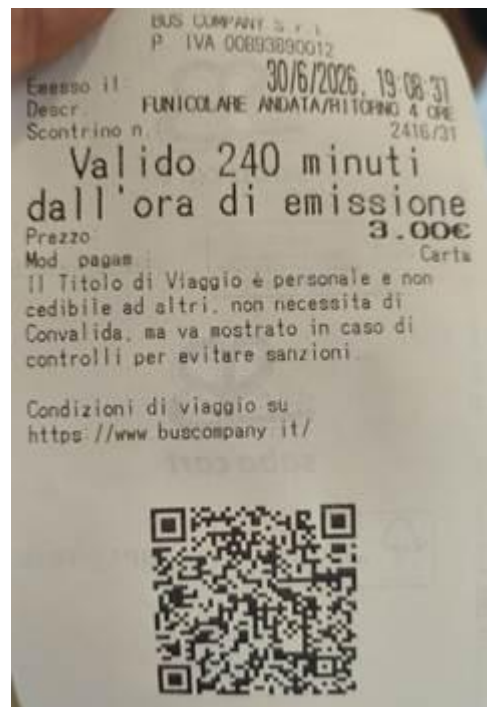 BUS COMPANY S.r.l.
P. IVA 00893890012
Emesso il: 30/6/2026, 19:08:31
Descr. FUNICOLARE ANDATA/RITORNO 4 ORE
Scontrino n. 2416/31
Valido 240 minuti
dall'ora di emissione
Prezzo 3.00€
Mod. pagam.: Carta
Il Titolo di Viaggio è personale e non
cedibile ad altri, non necessita di
Convalida, ma va mostrato in caso di
controlli per evitare sanzioni.
Condizioni di viaggio su
https://www.buscompany.it/